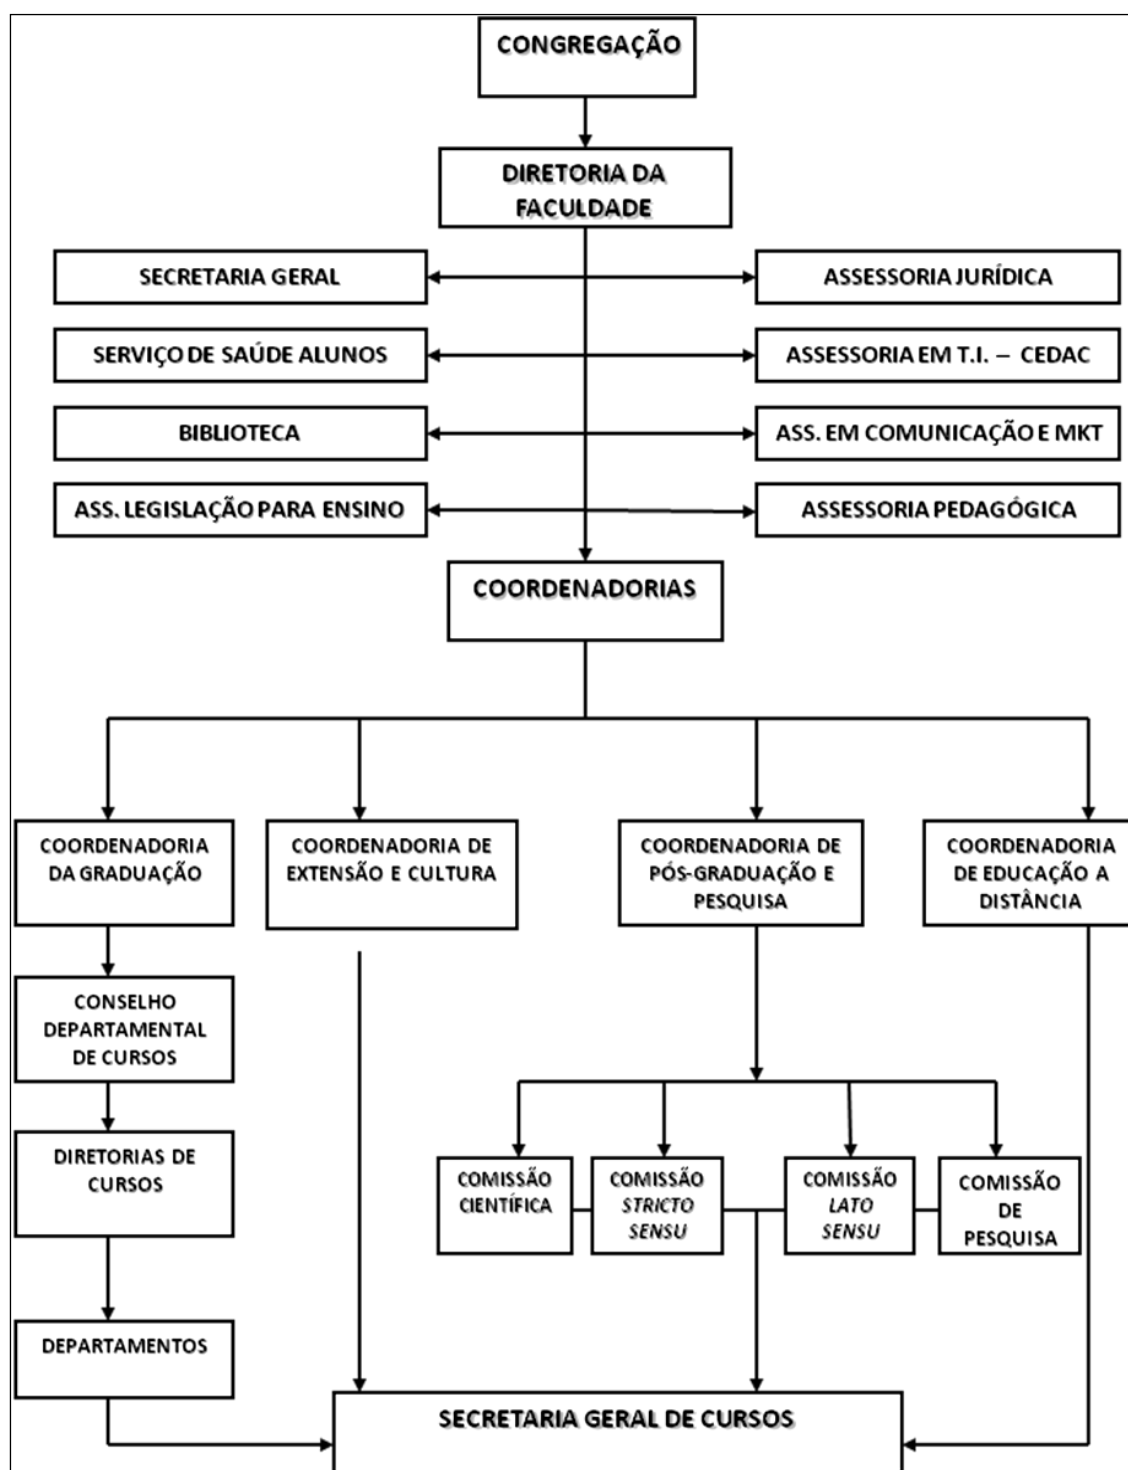 CONGREGAÇÃO
DIRETORIA DA
FACULDADE
SECRETARIA GERAL
ASSESSORIA JURÍDICA
SERVIÇO DE SAÚDE ALUNOS
ASSESSORIA EM T.I. – CEDAC
BIBLIOTECA
ASS. EM COMUNICAÇÃO E MKT
ASS. LEGISLAÇÃO PARA ENSINO
ASSESSORIA PEDAGÓGICA
COORDENADORIAS
COORDENADORIA
DA GRADUAÇÃO
COORDENADORIA DE
EXTENSÃO E CULTURA
COORDENADORIA DE
PÓS-GRADUAÇÃO E
PESQUISA
COORDENADORIA
DE EDUCAÇÃO A
DISTÂNCIA
CONSELHO
DEPARTAMENTAL
DE CURSOS
DIRETORIAS DE
CURSOS
COMISSÃO
CIENTÍFICA
COMISSÃO
STRICTO
SENSU
COMISSÃO
LATO
SENSU
COMISSÃO
DE
PESQUISA
DEPARTAMENTOS
SECRETARIA GERAL DE CURSOS